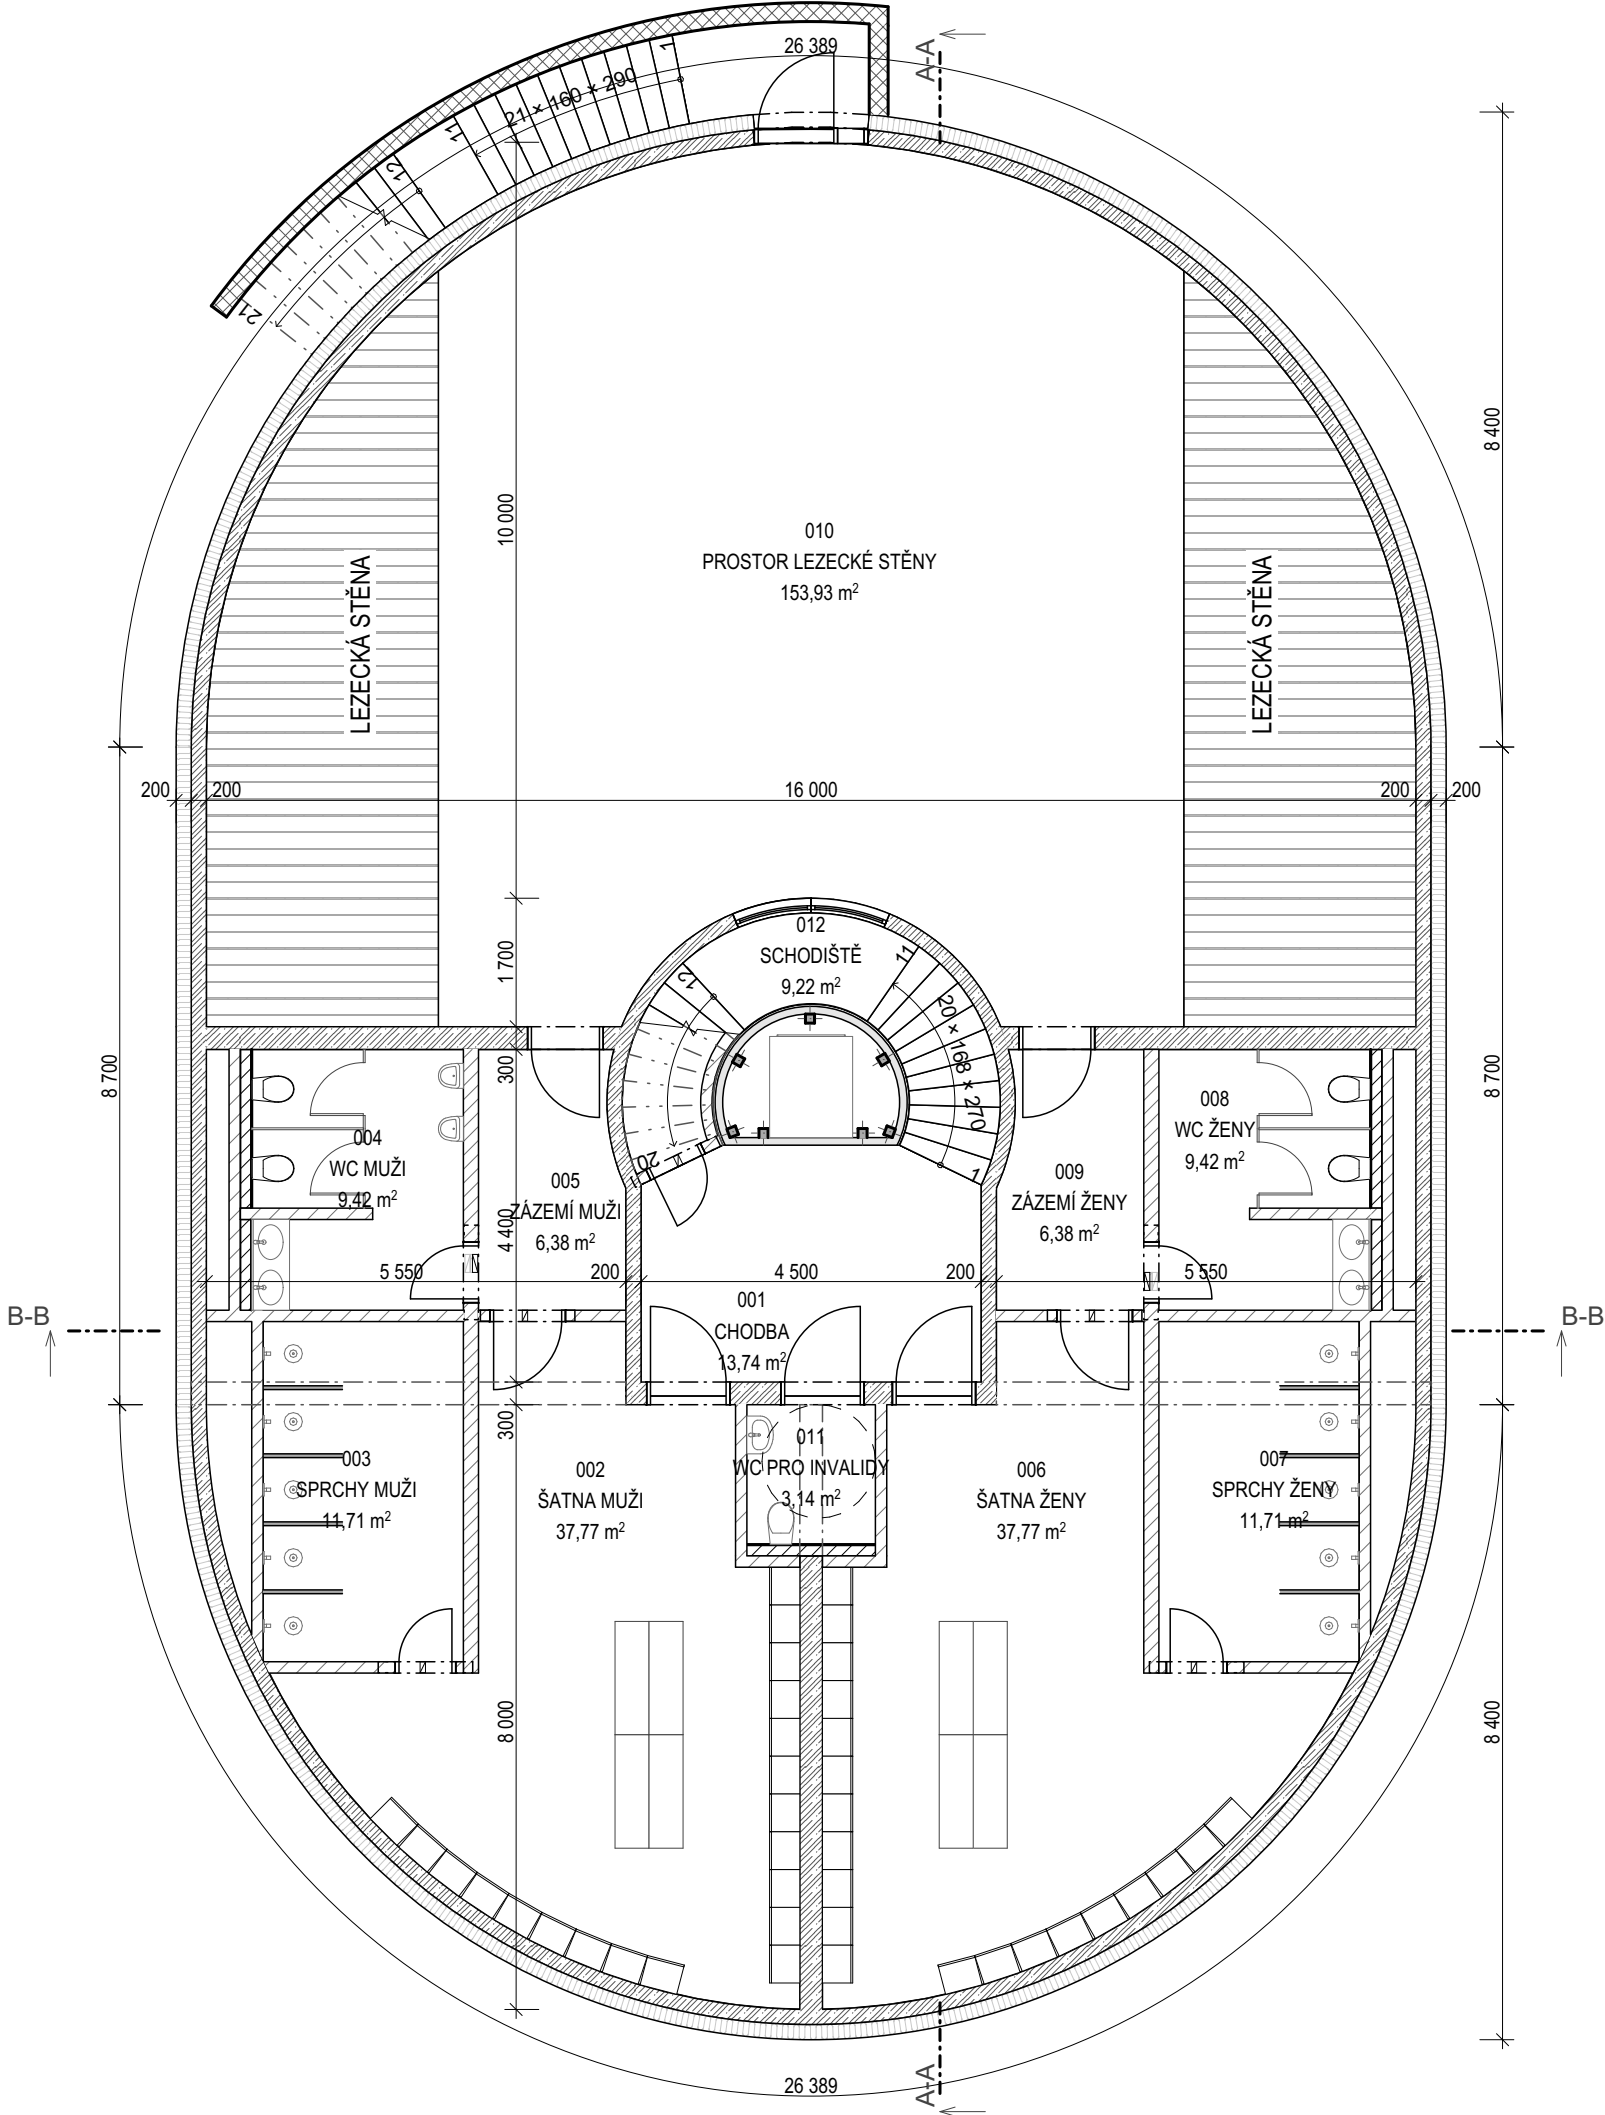 26 389
A-A
1
21 × 160 × 290
11
12
21
8 400
10 000
010
PROSTOR LEZECKÉ STĚNY
153,93 m²
LEZECKÁ STĚNA
LEZECKÁ STĚNA
200
200
16 000
200
200
1 700
012
SCHODIŠTĚ
9,22 m²
11
12
20 × 168 × 270
8 700
300
8 700
004
WC MUŽI
9,42 m²
005
ZÁZEMÍ MUŽI
6,38 m²
4 400
20
1
009
ZÁZEMÍ ŽENY
6,38 m²
008
WC ŽENY
9,42 m²
5 550
200
4 500
200
5 550
001
CHODBA
13,74 m²
B-B
B-B
300
003
SPRCHY MUŽI
11,71 m²
002
ŠATNA MUŽI
37,77 m²
011
WC PRO INVALIDY
3,14 m²
006
ŠATNA ŽENY
37,77 m²
007
SPRCHY ŽENY
11,71 m²
8 000
8 400
A-A
26 389